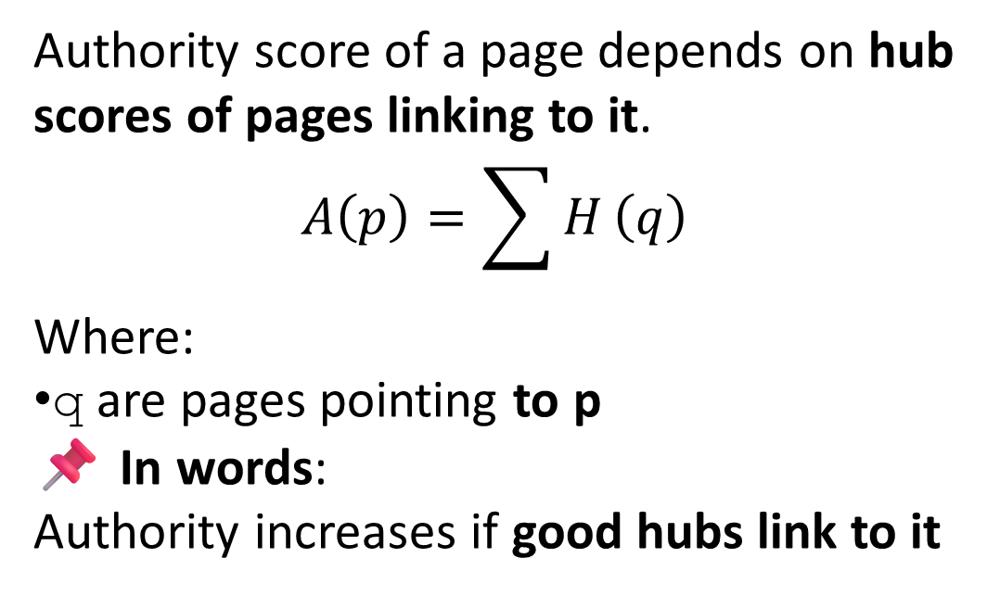 Authority score of a page depends on hub
scores of pages linking to it.
A(p) = ∑ H (q)
Where:
•q are pages pointing to p
📌 In words:
Authority increases if good hubs link to it